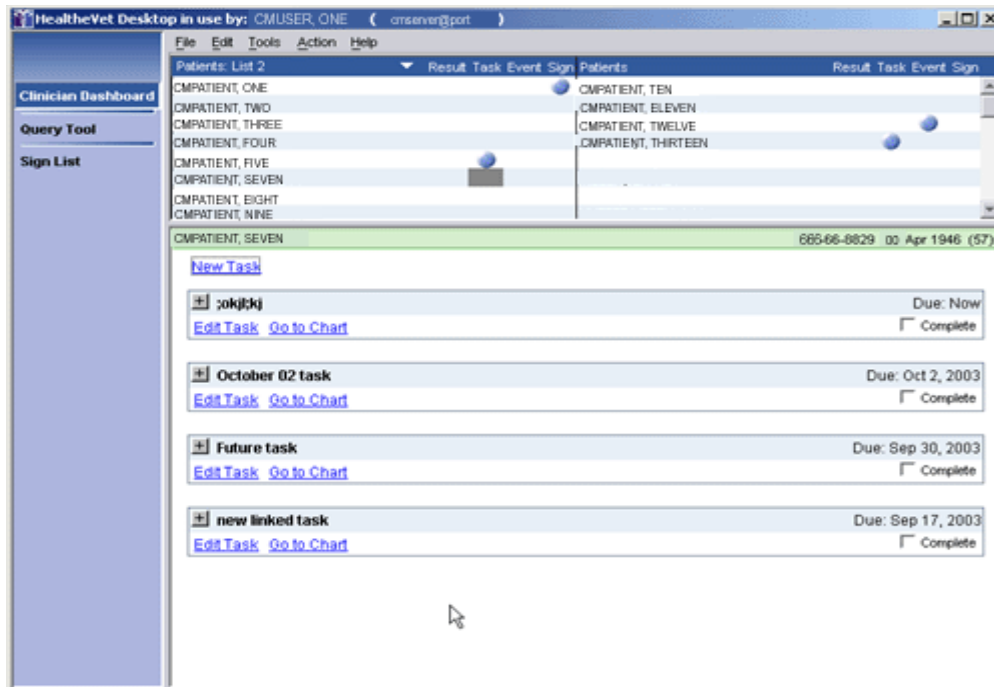 HealtheVet Desktop in use by: CMUSER, ONE ( cmserver@port )
File Edit Tools Action Help
Clinician Dashboard
Query Tool
Sign List
Patients: List 2 Result Task Event Sign
CMPATIENT, ONE
CMPATIENT, TWO
CMPATIENT, THREE
CMPATIENT, FOUR
CMPATIENT, FIVE
CMPATIENT, SEVEN
CMPATIENT, EIGHT
CMPATIENT, NINE
Patients Result Task Event Sign
CMPATIENT, TEN
CMPATIENT, ELEVEN
CMPATIENT, TWELVE
CMPATIENT, THIRTEEN
CMPATIENT, SEVEN 666-66-8829 00 Apr 1946 (57)
New Task
;okjl;kj Due: Now
Edit Task Go to Chart Complete
October 02 task Due: Oct 2, 2003
Edit Task Go to Chart Complete
Future task Due: Sep 30, 2003
Edit Task Go to Chart Complete
new linked task Due: Sep 17, 2003
Edit Task Go to Chart Complete